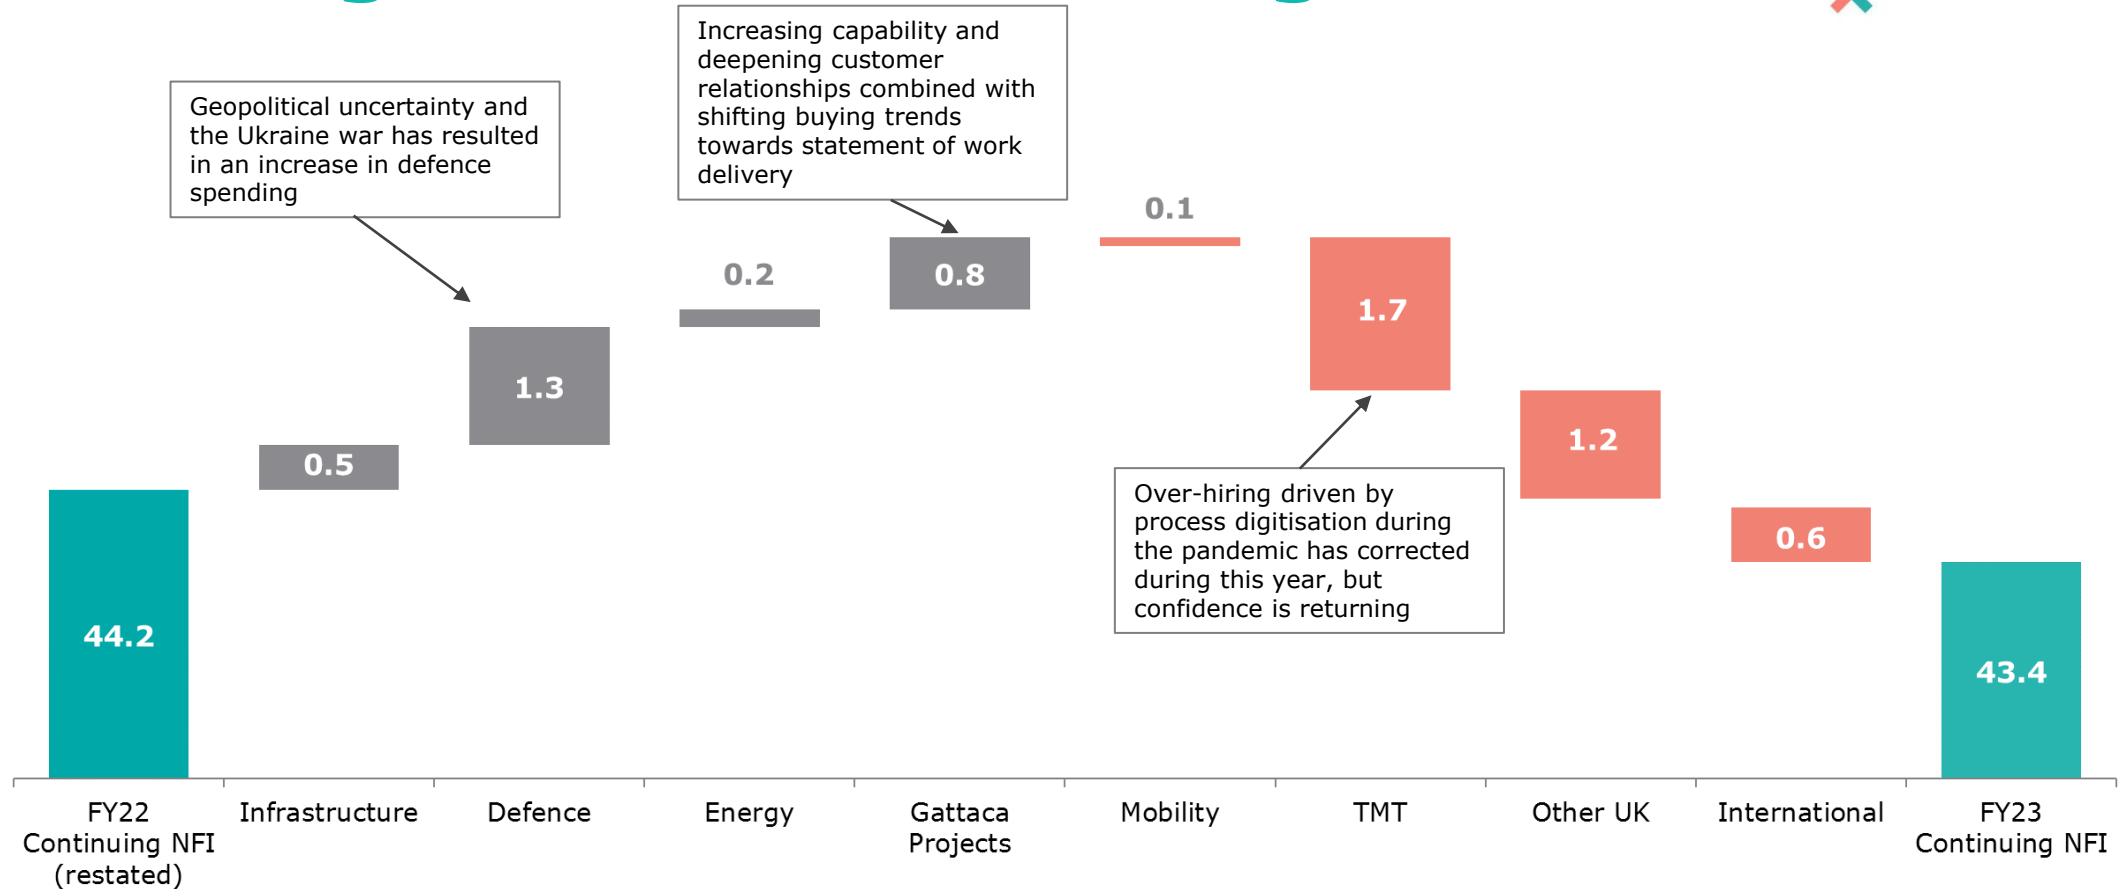 Increasing capability and
deepening customer
relationships combined with
shifting buying trends
towards statement of work
delivery
Geopolitical uncertainty and
the Ukraine war has resulted
in an increase in defence
spending
0.1
0.2
0.8
1.7
1.3
1.2
0.5
Over-hiring driven by
process digitisation during
the pandemic has corrected
during this year, but
confidence is returning
0.6
44.2
43.4
FY22
Continuing NFI
(restated)
Infrastructure
Defence
Energy
Gattaca
Projects
Mobility
TMT
Other UK
International
FY23
Continuing NFI